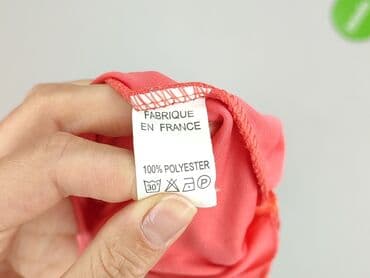 FABRIQUE
EN FRANCE
100% POLYESTER
30 P